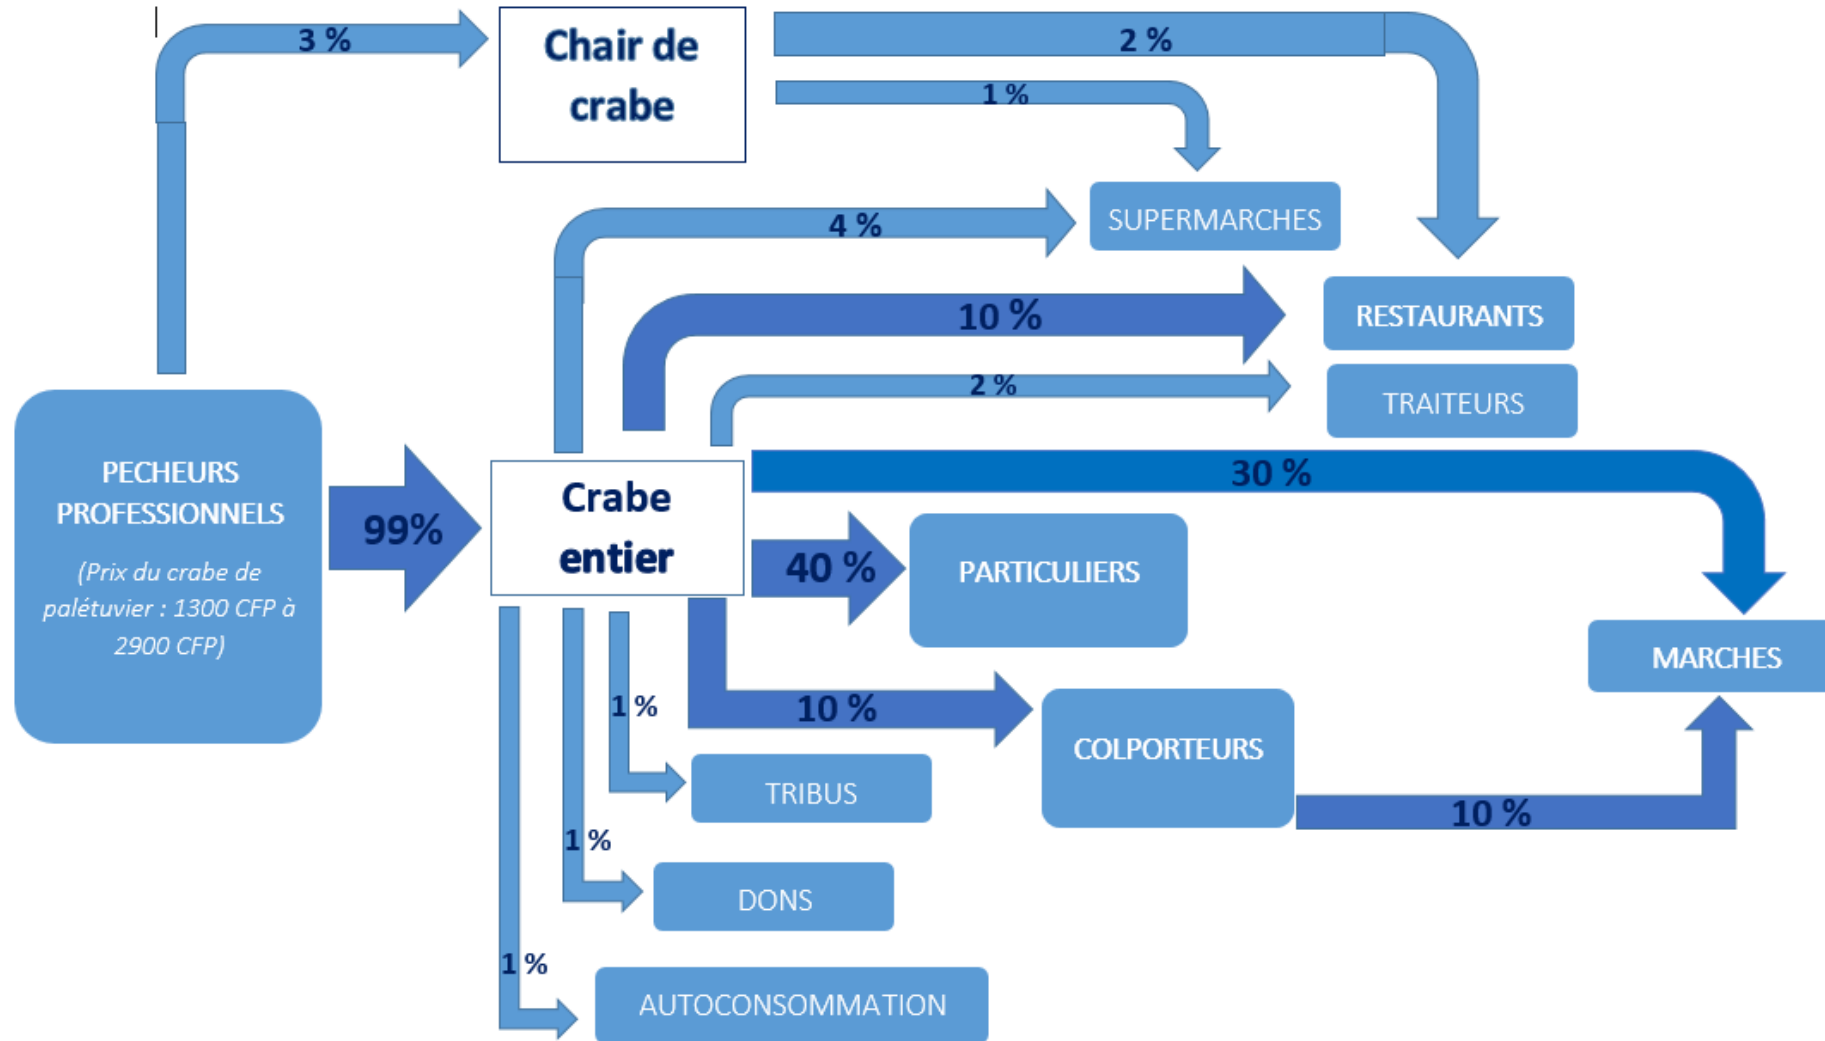 3 %
Chair de
crabe
2 %
1 %
SUPERMARCHES
4 %
10 %
RESTAURANTS
2 %
TRAITEURS
PECHEURS
PROFESSIONNELS
(Prix du crabe de
palétuvier : 1300 CFP à
2900 CFP)
99%
Crabe
entier
30 %
40 %
PARTICULIERS
MARCHES
1 %
10 %
COLPORTEURS
TRIBUS
10 %
1 %
DONS
1 %
AUTOCONSOMMATION